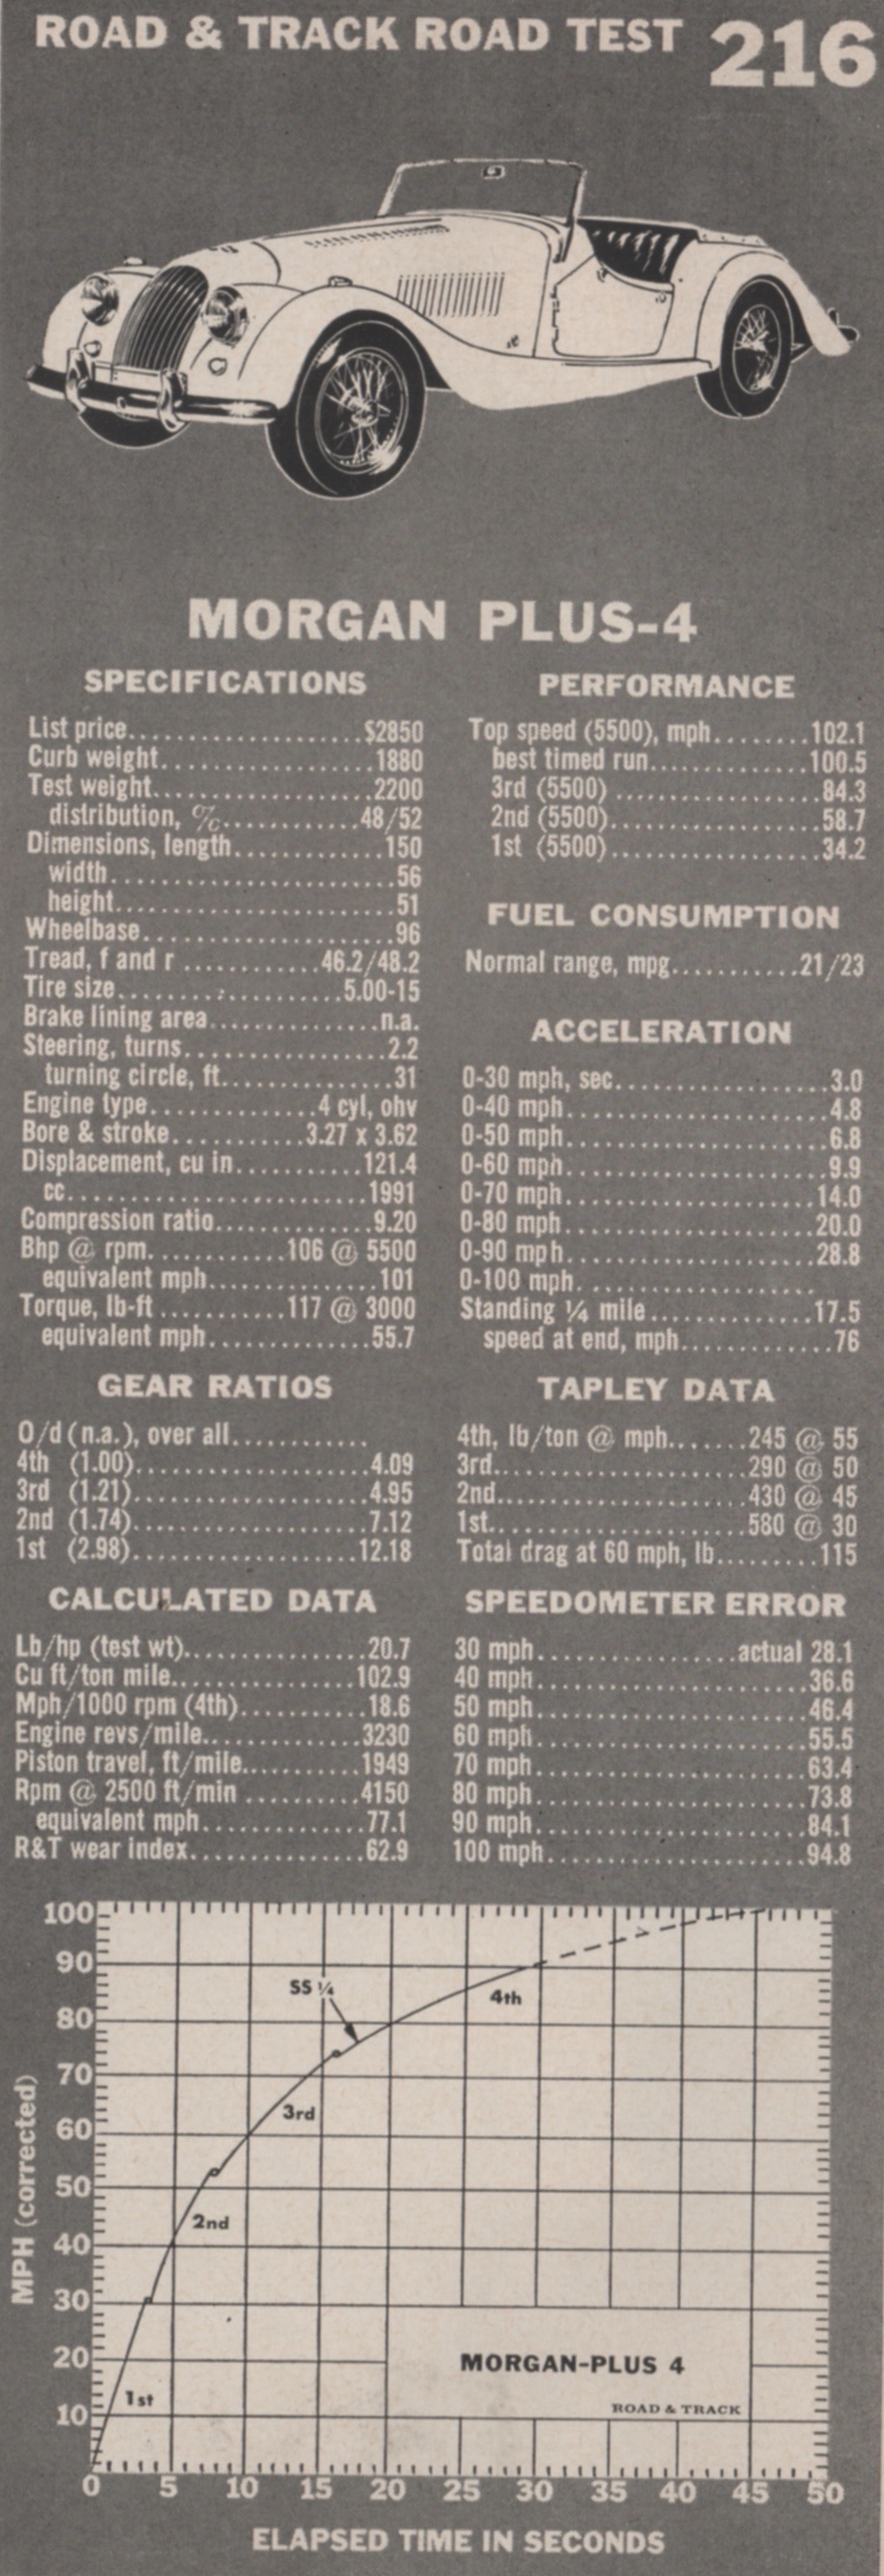 ROAD & TRACK ROAD TEST 216
MORGAN PLUS-4
SPECIFICATIONS
List price....................$2850
Curb weight..................1880
Test weight...................2200
distribution, %............48/52
Dimensions, length.............150
width.........................56
height.........................51
Wheelbase......................96
Tread, f and r ............46.2/48.2
Tire size....................5.00-15
Brake lining area...............n.a.
Steering, turns..................2.2
turning circle, ft...............31
Engine type...............4 cyl, ohv
Bore & stroke...........3.27 x 3.62
Displacement, cu in...........121.4
cc..........................1991
Compression ratio..............9.20
Bhp @ rpm............106 @ 5500
equivalent mph................101
Torque, lb-ft ...........117 @ 3000
equivalent mph...............55.7
GEAR RATIOS
O/d (n.a.), over all............
4th (1.00)....................4.09
3rd (1.21)....................4.95
2nd (1.74)....................7.12
1st (2.98)...................12.18
CALCULATED DATA
Lb/hp (test wt)................20.7
Cu ft/ton mile................102.9
Mph/1000 rpm (4th)...........18.6
Engine revs/mile..............3230
Piston travel, ft/mile...........1949
Rpm @ 2500 ft/min ..........4150
equivalent mph..............77.1
R&T wear index...............62.9
PERFORMANCE
Top speed (5500), mph........102.1
best timed run.............100.5
3rd (5500) ..................84.3
2nd (5500)..................58.7
1st (5500)..................34.2
FUEL CONSUMPTION
Normal range, mpg...........21/23
ACCELERATION
0-30 mph, sec..................3.0
0-40 mph......................4.8
0-50 mph......................6.8
0-60 mph......................9.9
0-70 mph.....................14.0
0-80 mph.....................20.0
0-90 mph.....................28.8
0-100 mph.....................
Standing ¼ mile..............17.5
speed at end, mph.............76
TAPLEY DATA
4th, lb/ton @ mph.......245 @ 55
3rd......................290 @ 50
2nd......................430 @ 45
1st......................580 @ 30
Total drag at 60 mph, lb.........115
SPEEDOMETER ERROR
30 mph.................actual 28.1
40 mph.......................36.6
50 mph.......................46.4
60 mph.......................55.5
70 mph.......................63.4
80 mph.......................73.8
90 mph.......................84.1
100 mph......................94.8
MPH (corrected)
100
90
80
70
60
50
40
30
20
10
SS ¼
4th
3rd
2nd
1st
MORGAN-PLUS 4
ROAD & TRACK
0 5 10 15 20 25 30 35 40 45 50
ELAPSED TIME IN SECONDS